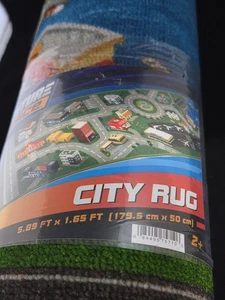 CITY RUG
5.89 FT X 1.65 FT (179.5 cm x 50 cm)
2+